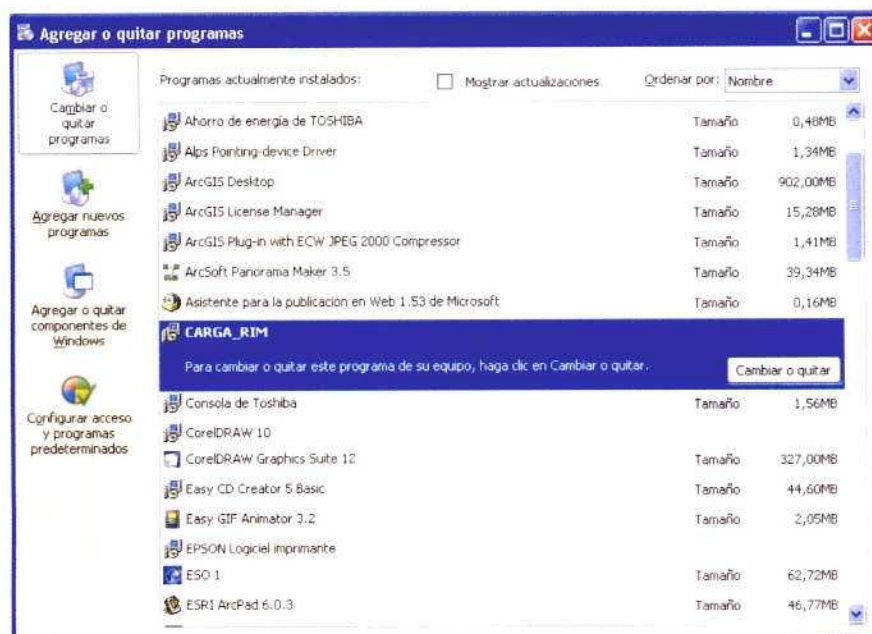 Agregar o quitar programas
Cambiar o quitar programas
Agregar nuevos programas
Agregar o quitar componentes de Windows
Configurar acceso y programas predeterminados
Programas actualmente instalados:
Mostrar actualizaciones
Ordenar por: Nombre
Ahorro de energía de TOSHIBA Tamaño 0,48MB
Alps Pointing-device Driver Tamaño 1,34MB
ArcGIS Desktop Tamaño 902,00MB
ArcGIS License Manager Tamaño 15,28MB
ArcGIS Plug-in with ECW JPEG 2000 Compressor Tamaño 1,41MB
ArcSoft Panorama Maker 3.5 Tamaño 39,34MB
Asistente para la publicación en Web 1.53 de Microsoft Tamaño 0,16MB
CARGA_RIM
Para cambiar o quitar este programa de su equipo, haga clic en Cambiar o quitar.
Cambiar o quitar
Consola de Toshiba Tamaño 1,56MB
CorelDRAW 10
CorelDRAW Graphics Suite 12 Tamaño 327,00MB
Easy CD Creator 5 Basic Tamaño 44,60MB
Easy GIF Animator 3.2 Tamaño 2,05MB
EPSON Logiciel imprimante
ESO 1 Tamaño 62,72MB
ESRI ArcPad 6.0.3 Tamaño 46,77MB